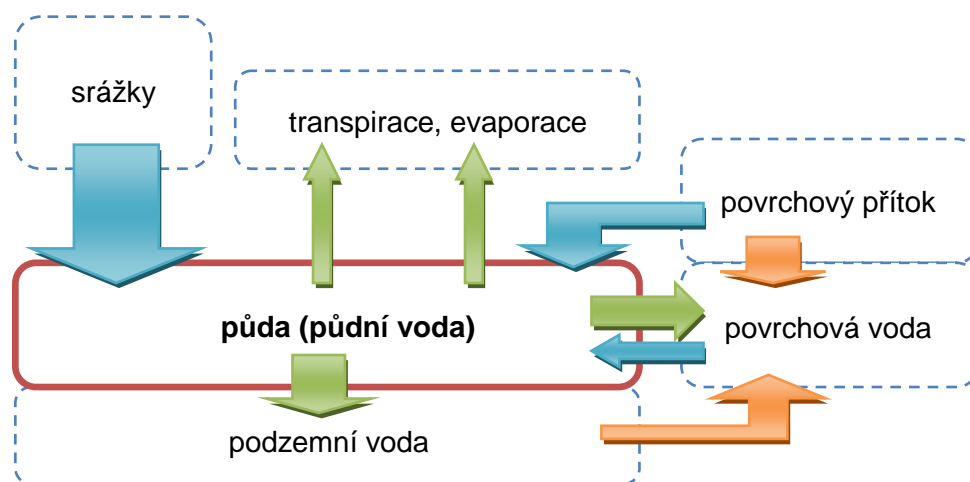 srážky
transpirace, evaporace
povrchový přítok
půda (půdní voda)
povrchová voda
podzemní voda